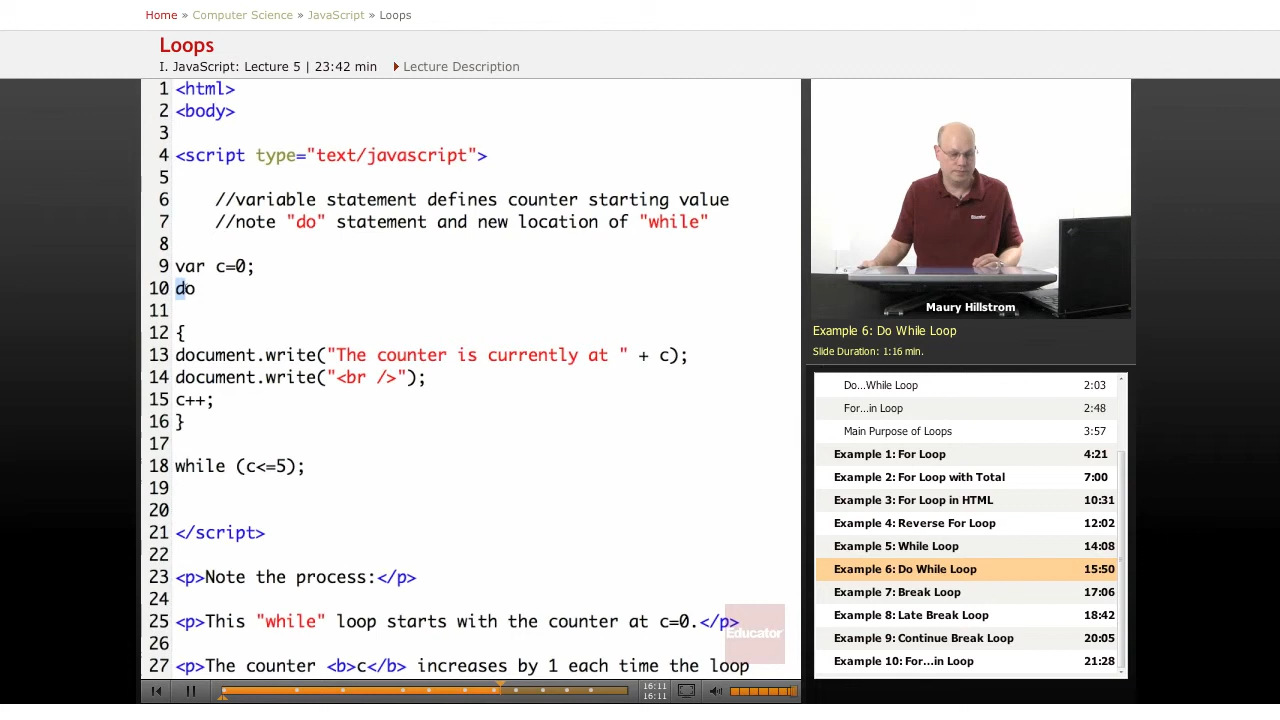 Home » Computer Science » JavaScript » Loops
Loops
I. JavaScript: Lecture 5 | 23:42 min Lecture Description
1 <html>
2 <body>
3
4 <script type="text/javascript">
5
6 //variable statement defines counter starting value
7 //note "do" statement and new location of "while"
8
9 var c=0;
10 do
11
12 {
13 document.write("The counter is currently at " + c);
14 document.write("<br />");
15 c++;
16 }
17
18 while (c<=5);
19
20
21 </script>
22
23 <p>Note the process:</p>
24
25 <p>This "while" loop starts with the counter at c=0.</p>
26
27 <p>The counter <b>c</b> increases by 1 each time the loop
Educator
16:11
16:11
Maury Hillstrom
Example 6: Do While Loop
Slide Duration: 1:16 min.
Do...While Loop 2:03
For...in Loop 2:48
Main Purpose of Loops 3:57
Example 1: For Loop 4:21
Example 2: For Loop with Total 7:00
Example 3: For Loop in HTML 10:31
Example 4: Reverse For Loop 12:02
Example 5: While Loop 14:08
Example 6: Do While Loop 15:50
Example 7: Break Loop 17:06
Example 8: Late Break Loop 18:42
Example 9: Continue Break Loop 20:05
Example 10: For...in Loop 21:28